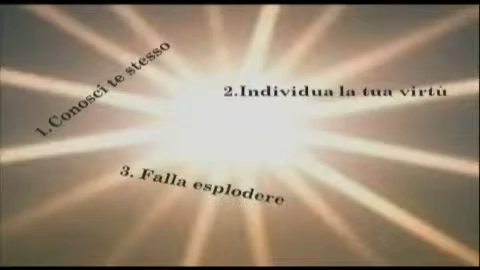 1.Conosci te stesso
2.Individua la tua virtù
3. Falla esplodere